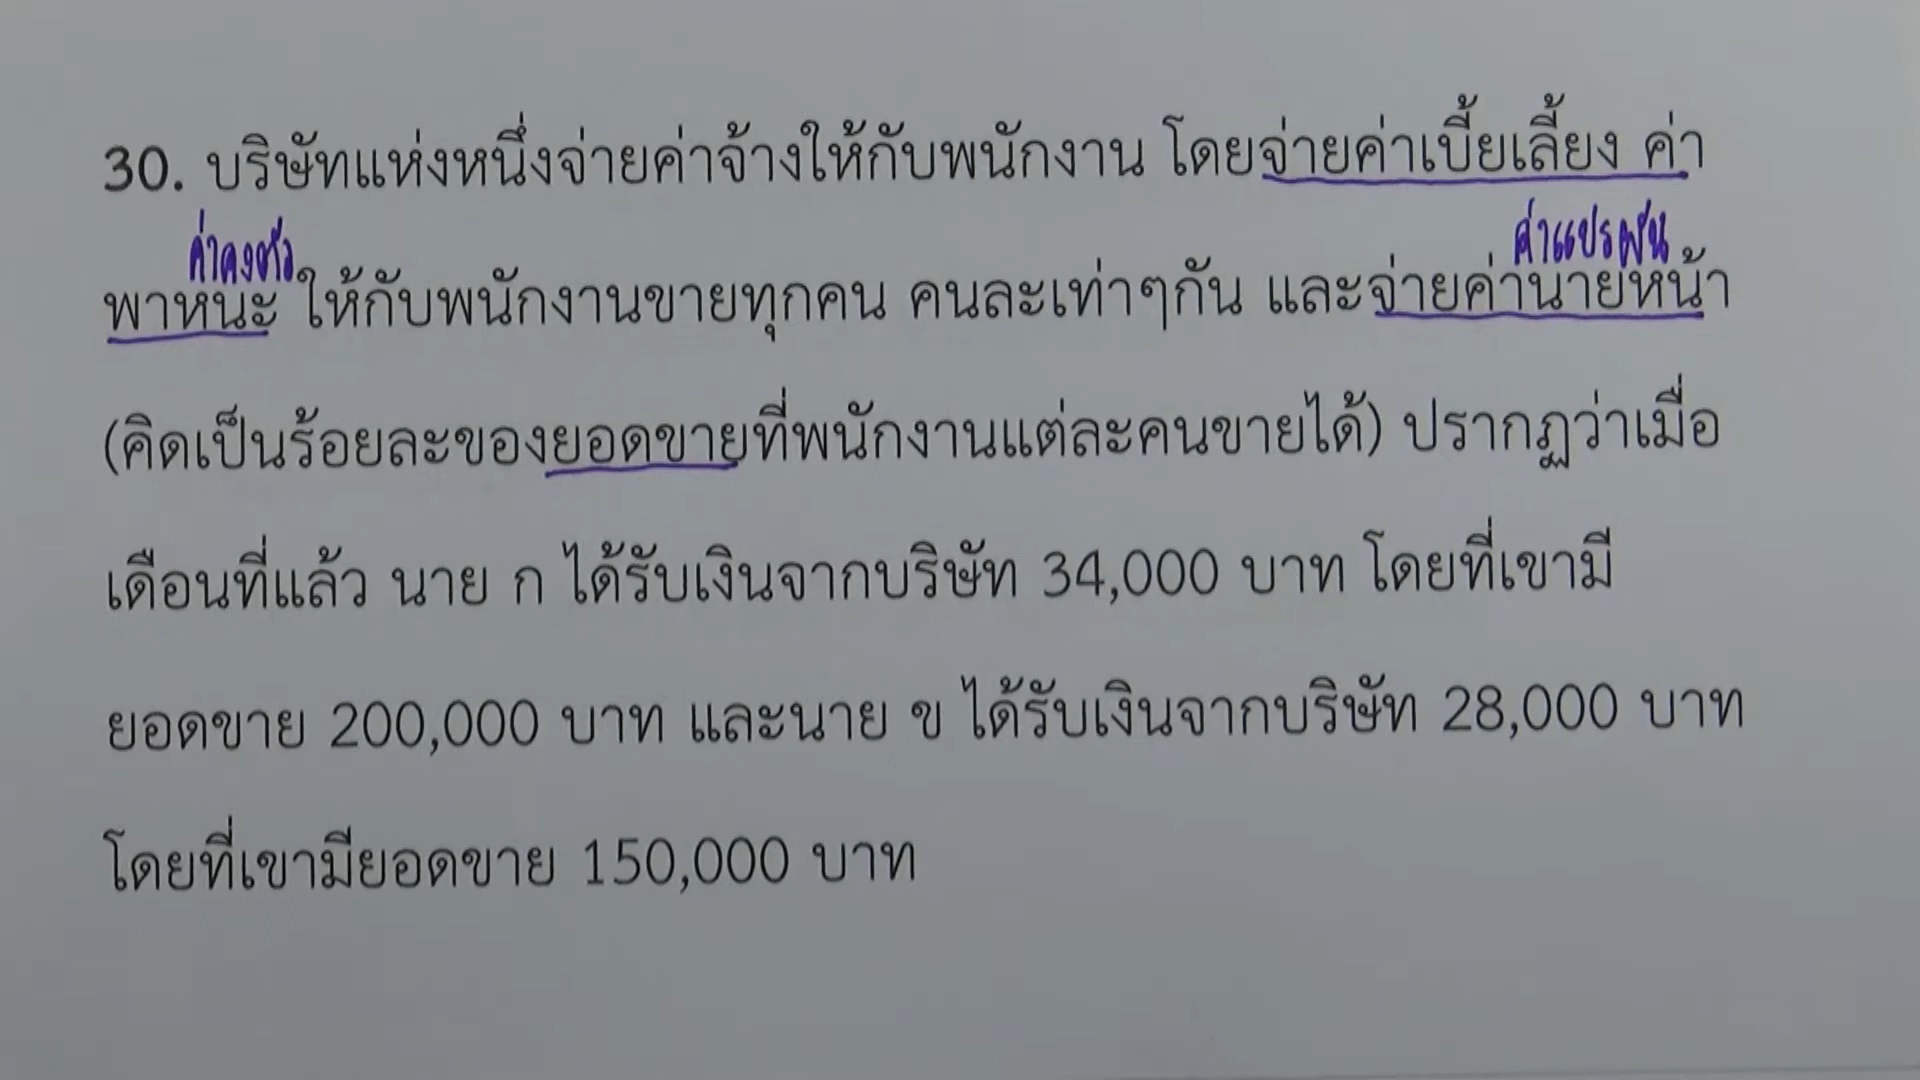 30. บริษัทแห่งหนึ่งจ่ายค่าจ้างให้กับพนักงาน โดยจ่ายค่าเบี้ยเลี้ยง ค่า
ค่าคงตัว ค่าแปรผัน
พาหนะ ให้กับพนักงานขายทุกคน คนละเท่าๆกัน และจ่ายค่านายหน้า
(คิดเป็นร้อยละของยอดขายที่พนักงานแต่ละคนขายได้) ปรากฏว่าเมื่อ
เดือนที่แล้ว นาย ก ได้รับเงินจากบริษัท 34,000 บาท โดยที่เขามี
ยอดขาย 200,000 บาท และนาย ข ได้รับเงินจากบริษัท 28,000 บาท
โดยที่เขามียอดขาย 150,000 บาท